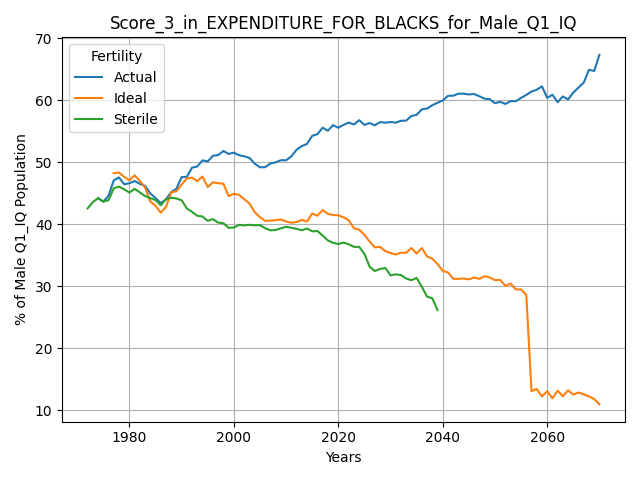 Score_3_in_EXPENDITURE_FOR_BLACKS_for_Male_Q1_IQ
Fertility
Actual
Ideal
Sterile
% of Male Q1_IQ Population
70
60
50
40
30
20
10
1980
2000
2020
2040
2060
Years